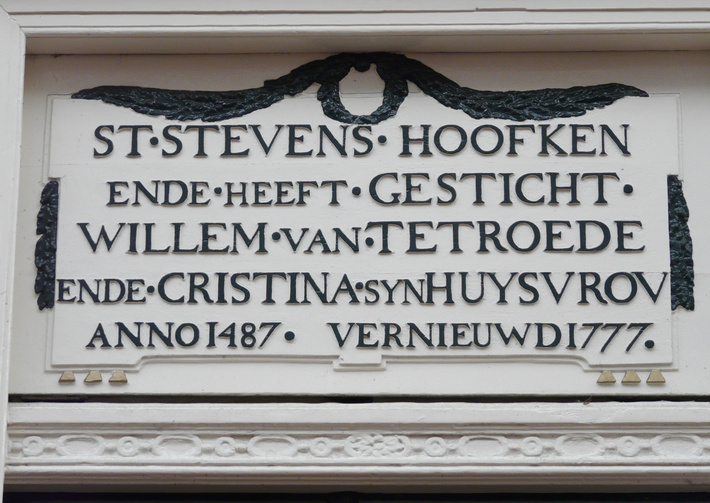 ST·STEVENS· HOOFKEN
ENDE·HEEFT·GESTICHT·
WILLEM·VAN·TETROEDE
ENDE·CRISTINA·SYN HUYSVROV
ANNO 1487· VERNIEUWD 1777.